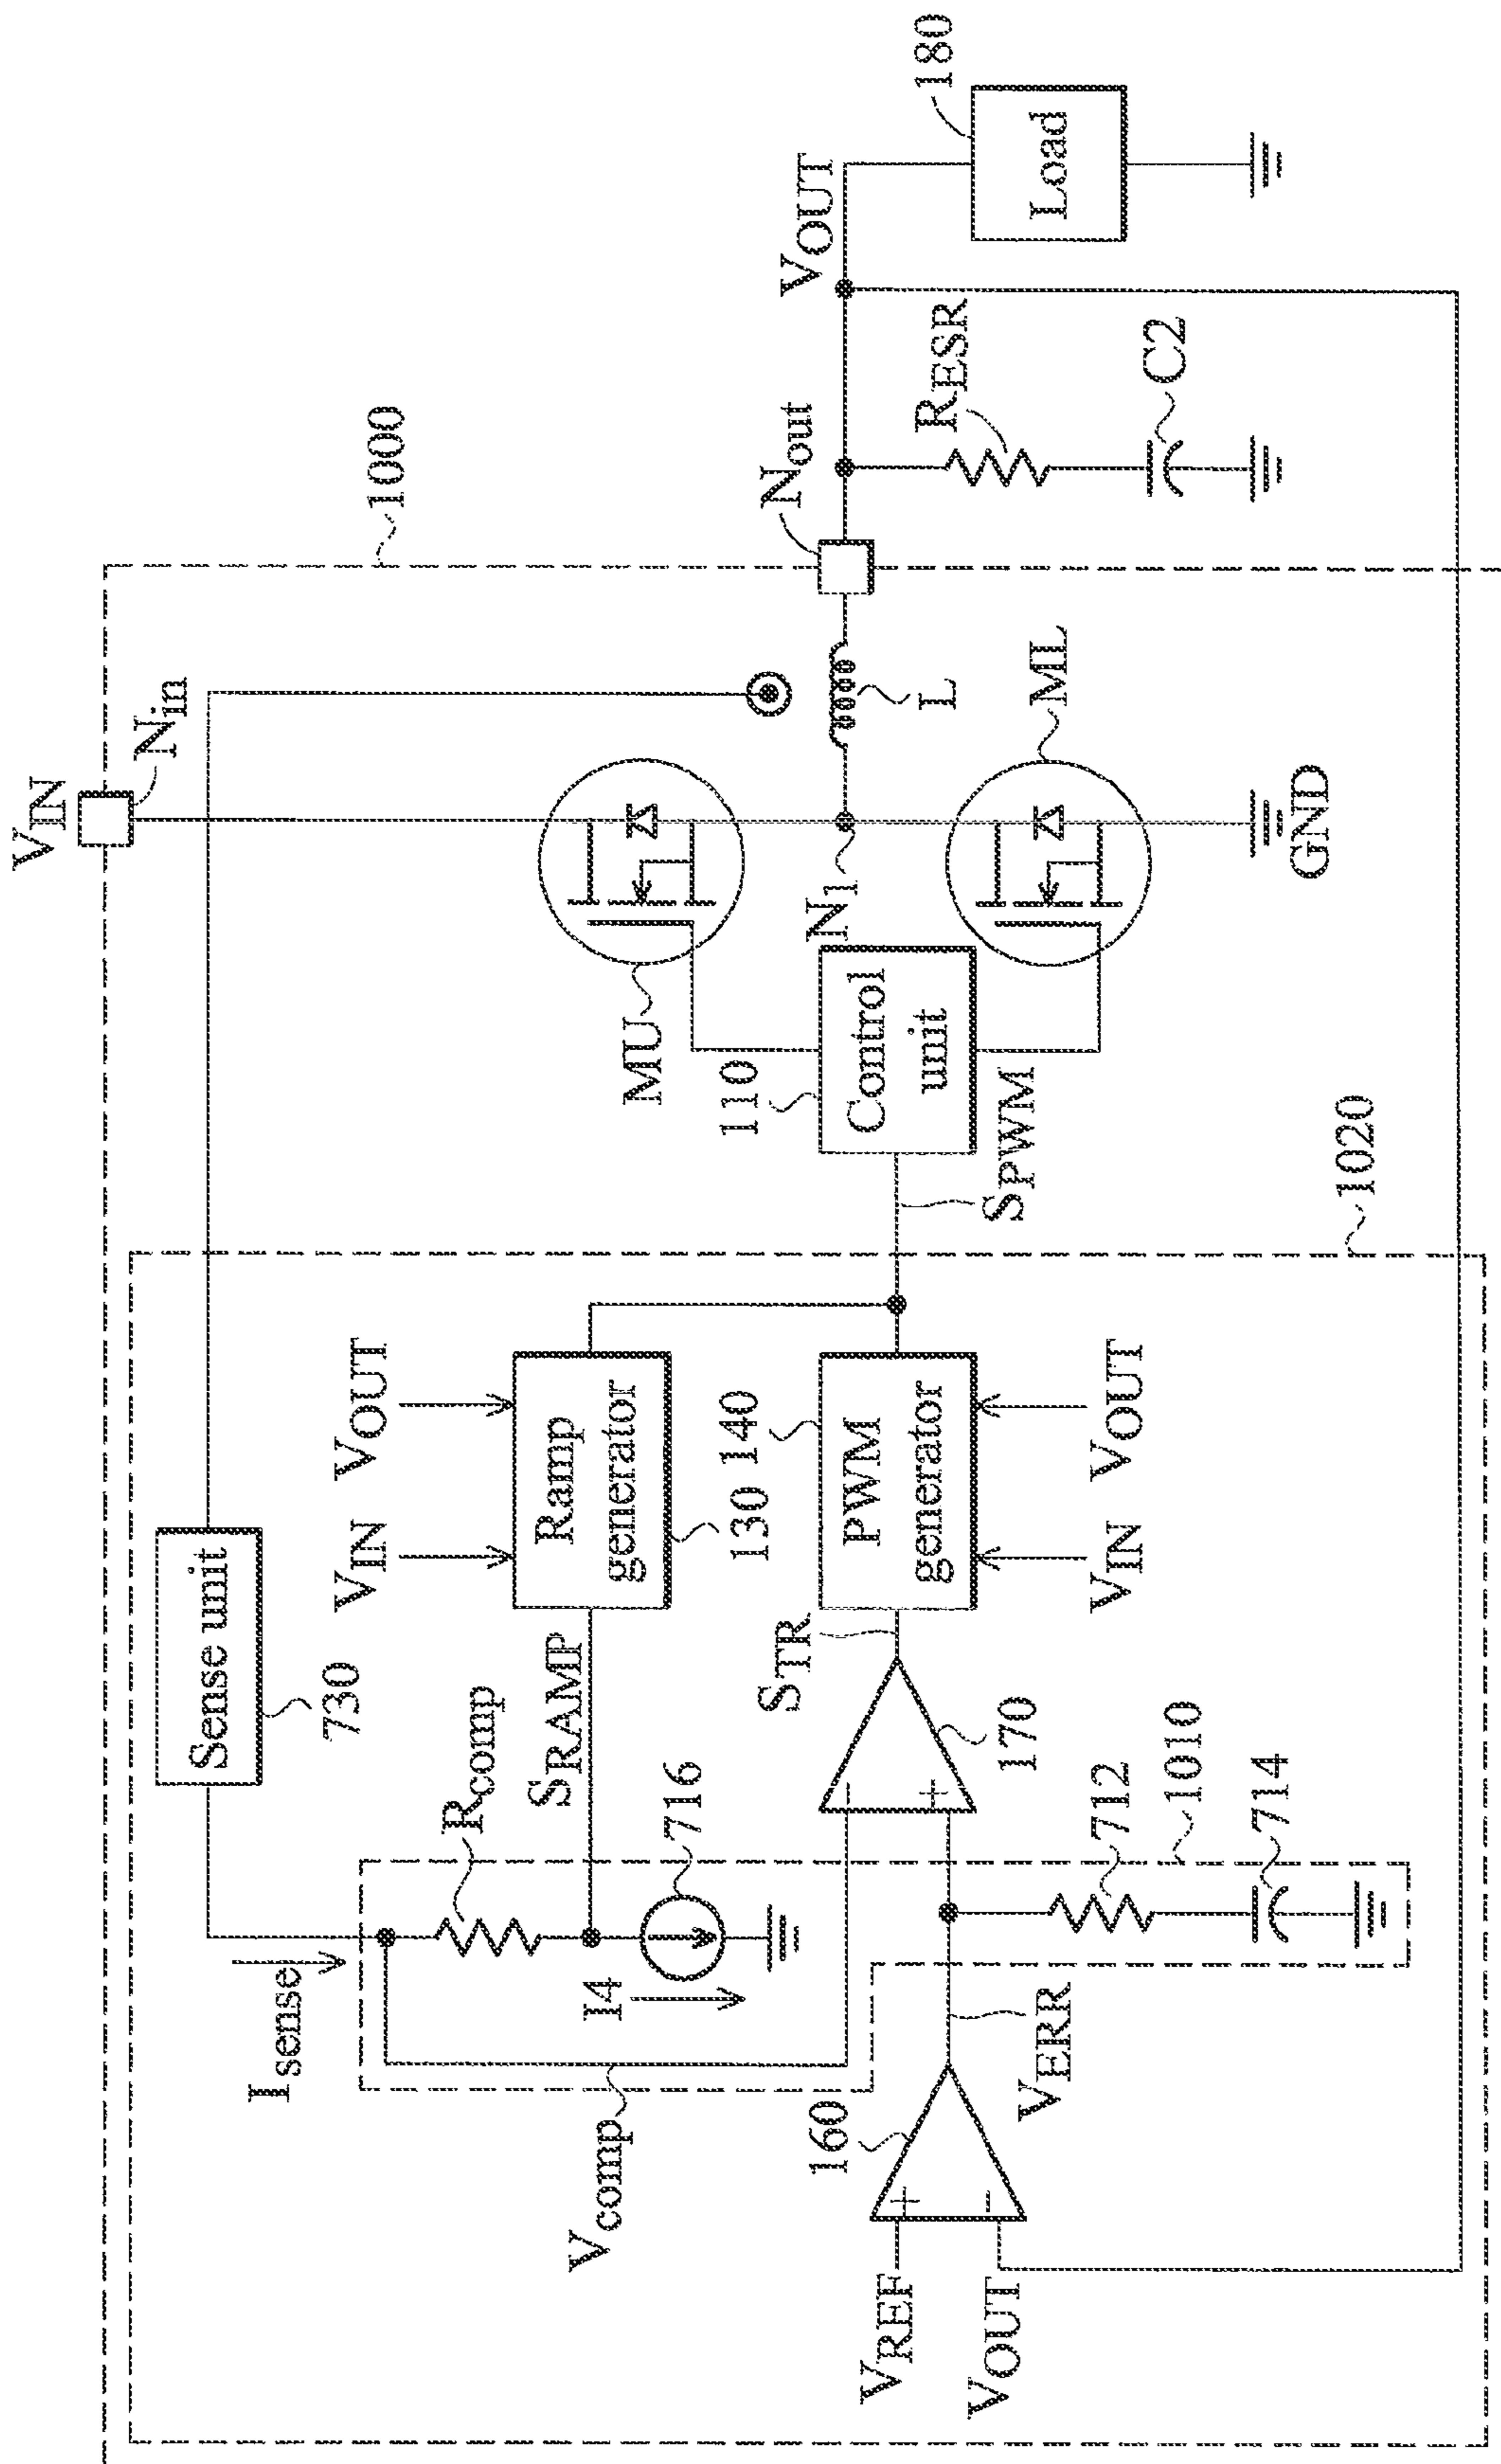 VIN
Nin
1000
Nout
VOUT
180
Load
RESR
C2
L
ML
MU
N1
GND
110
Control
unit
SPWM
1020
Sense unit
730
VIN
VOUT
Ramp
generator
130
140
PWM
generator
VIN
VOUT
Isense
Rcomp
SRAMP
716
I4
STR
−
+
170
712
1010
714
Vcomp
160
VERR
+
−
VREF
VOUT